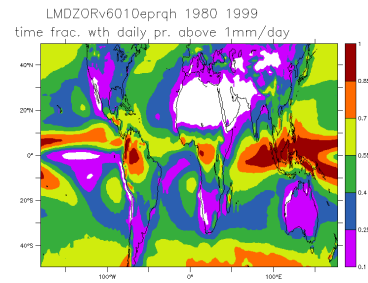 LMDZORv6010eprqh 1980 1999
time frac. wth daily pr. above 1mm/day
40°N
20°N
0°
20°S
40°S
100°W
0°
100°E
1
0.85
0.7
0.55
0.4
0.25
0.1